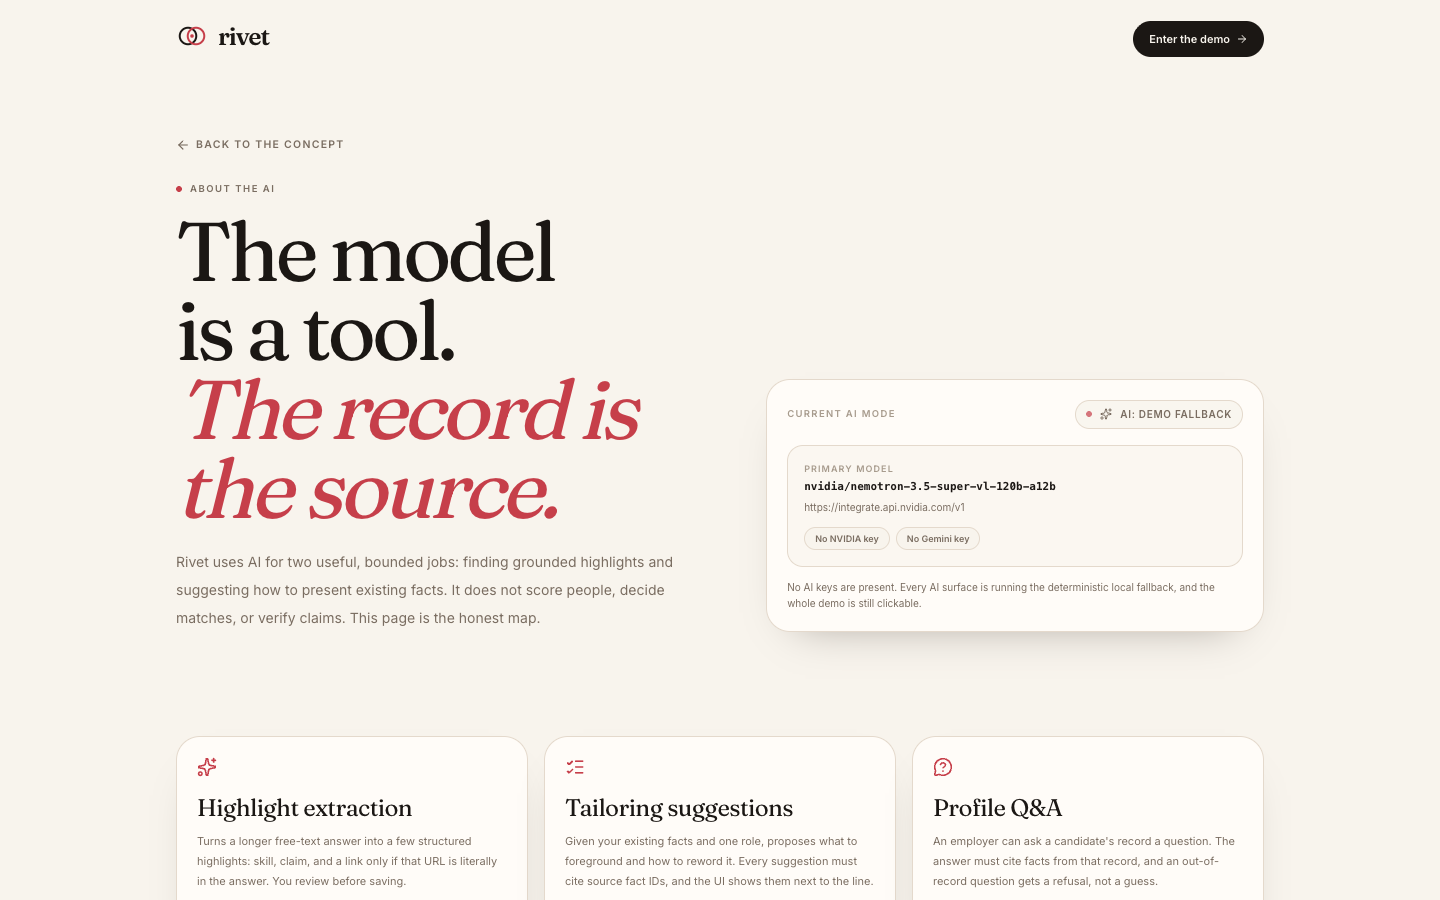 rivet
Enter the demo
BACK TO THE CONCEPT
ABOUT THE AI
The model
is a tool.
The record is
the source.
Rivet uses AI for two useful, bounded jobs: finding grounded highlights and
suggesting how to present existing facts. It does not score people, decide
matches, or verify claims. This page is the honest map.
CURRENT AI MODE
AI: DEMO FALLBACK
PRIMARY MODEL
nvidia/nemotron-3.5-super-vl-120b-a12b
https://integrate.api.nvidia.com/v1
No NVIDIA key
No Gemini key
No AI keys are present. Every AI surface is running the deterministic local fallback, and the
whole demo is still clickable.
Highlight extraction
Turns a longer free-text answer into a few structured
highlights: skill, claim, and a link only if that URL is literally
in the answer. You review before saving.
Tailoring suggestions
Given your existing facts and one role, proposes what to
foreground and how to reword it. Every suggestion must
cite source fact IDs, and the UI shows them next to the line.
Profile Q&A
An employer can ask a candidate's record a question. The
answer must cite facts from that record, and an out-of-
record question gets a refusal, not a guess.